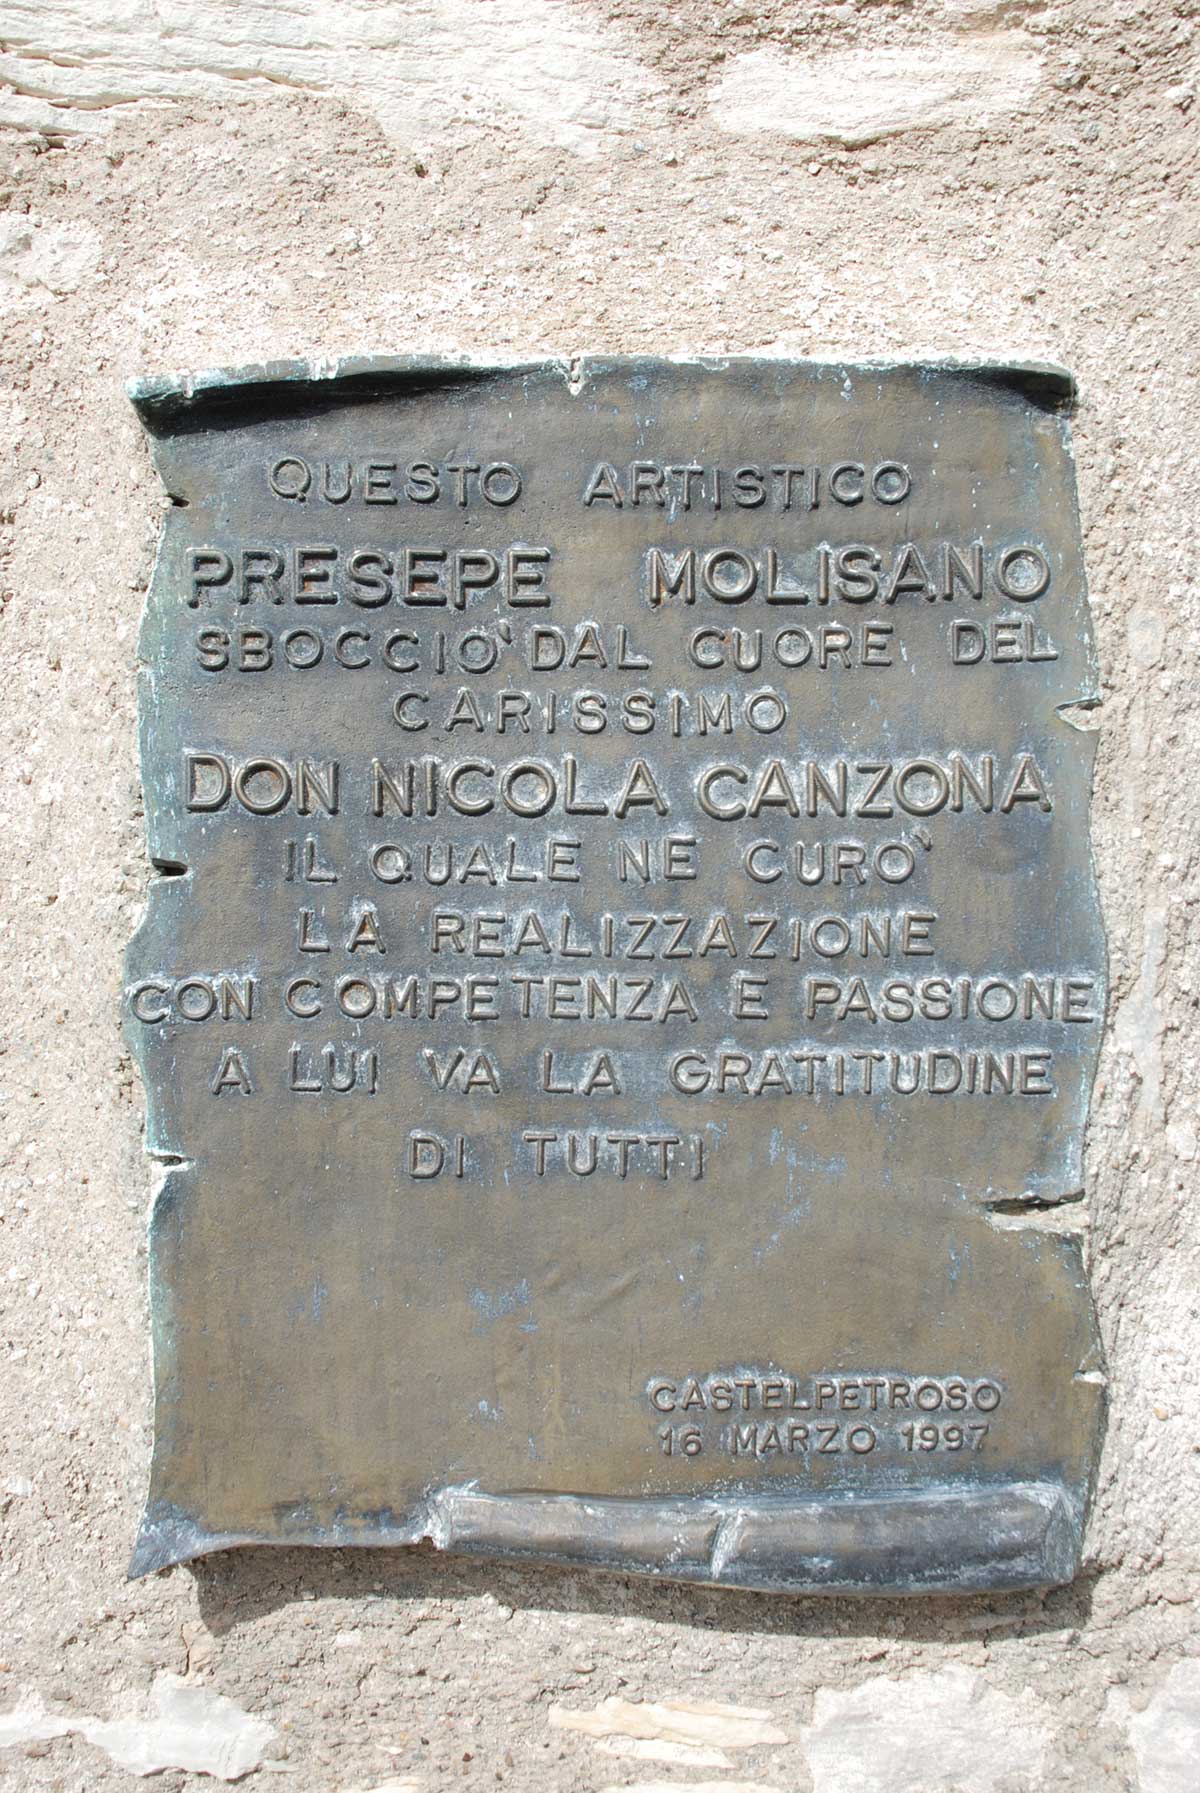 QUESTO ARTISTICO
PRESEPE MOLISANO
SBOCCIO' DAL CUORE DEL
CARISSIMO
DON NICOLA CANZONA
IL QUALE NE CURO'
LA REALIZZAZIONE
CON COMPETENZA E PASSIONE
A LUI VA LA GRATITUDINE
DI TUTTI
CASTELPETROSO
16 MARZO 1997